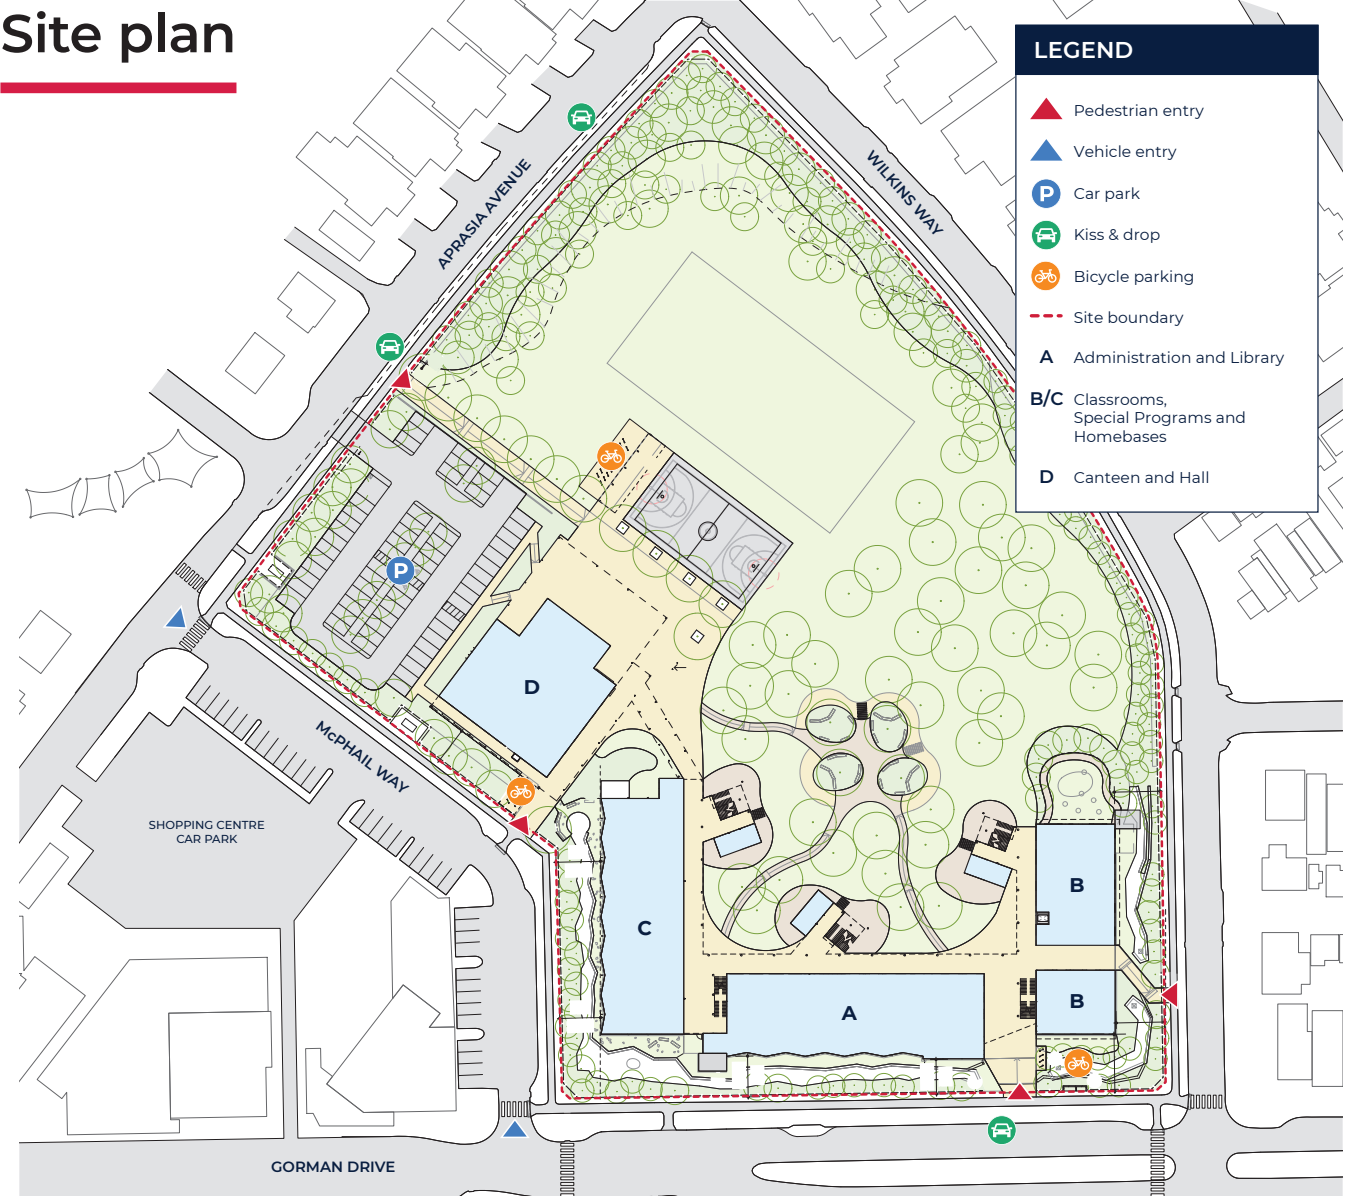 Site plan
LEGEND
Pedestrian entry
Vehicle entry
P Car park
Kiss & drop
Bicycle parking
Site boundary
A Administration and Library
B/C Classrooms,
Special Programs and
Homebases
D Canteen and Hall
APRASIA AVENUE
WILKINS WAY
P
D
McPHAIL WAY
SHOPPING CENTRE
CAR PARK
B
C
B
A
GORMAN DRIVE